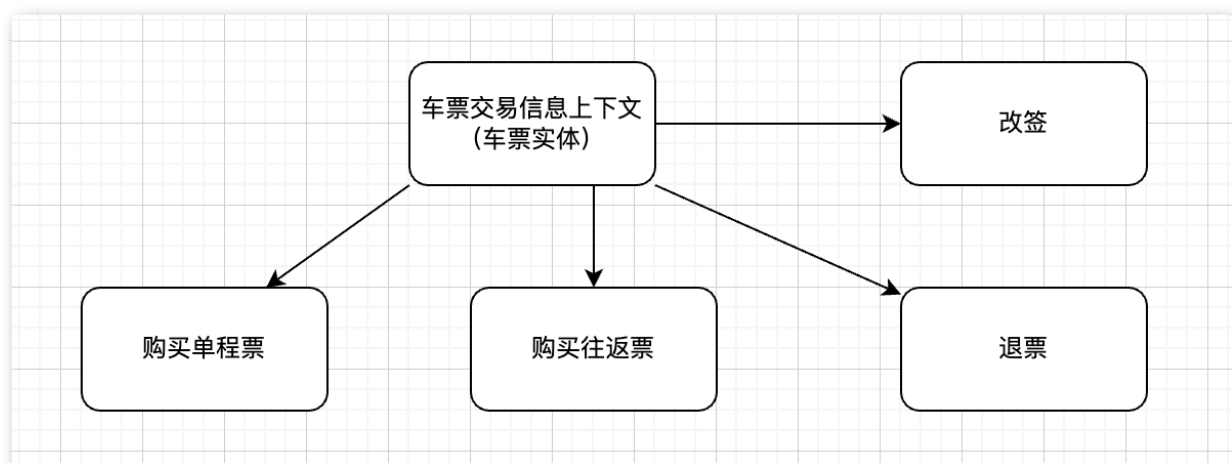 车票交易信息上下文
（车票实体）
改签
购买单程票
购买往返票
退票